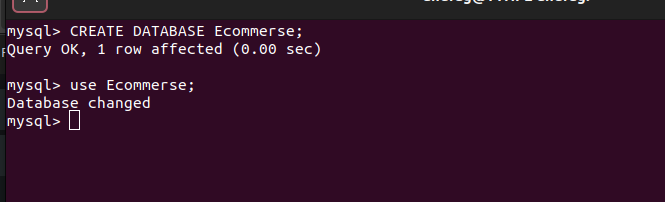 mysql> CREATE DATABASE Ecommerse;
Query OK, 1 row affected (0.00 sec)
mysql> use Ecommerse;
Database changed
mysql>